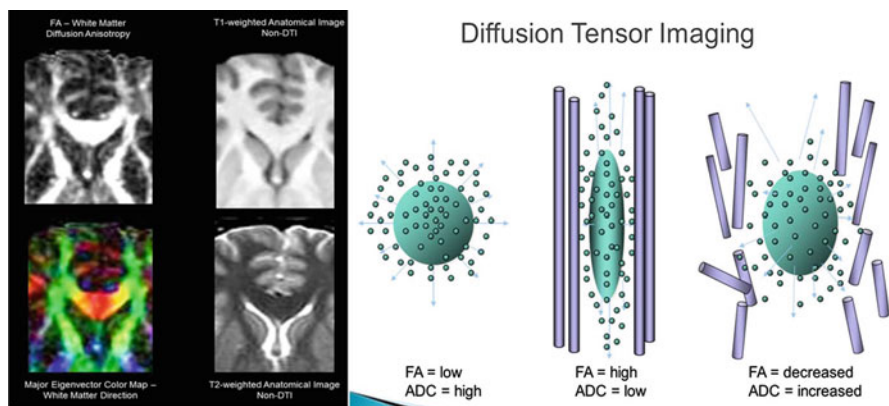 FA – White Matter
Diffusion Anisotropy
T1-weighted Anatomical Image
Non-DTI
Major Eigenvector Color Map –
White Matter Direction
T2-weighted Anatomical Image
Non-DTI
Diffusion Tensor Imaging
FA = low
ADC = high
FA = high
ADC = low
FA = decreased
ADC = increased